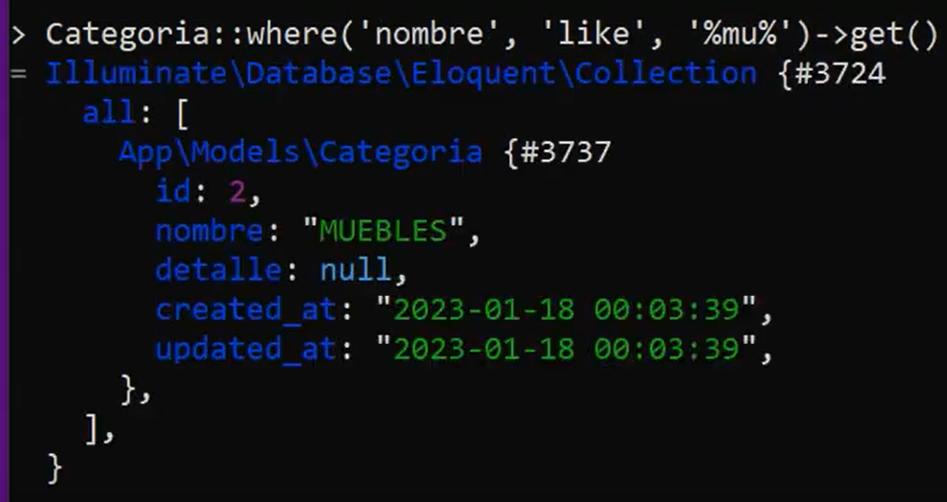 > Categoria::where('nombre', 'like', '%mu%')->get()
= Illuminate\Database\Eloquent\Collection {#3724
all: [
App\Models\Categoria {#3737
id: 2,
nombre: "MUEBLES",
detalle: null,
created_at: "2023-01-18 00:03:39",
updated_at: "2023-01-18 00:03:39",
},
],
}